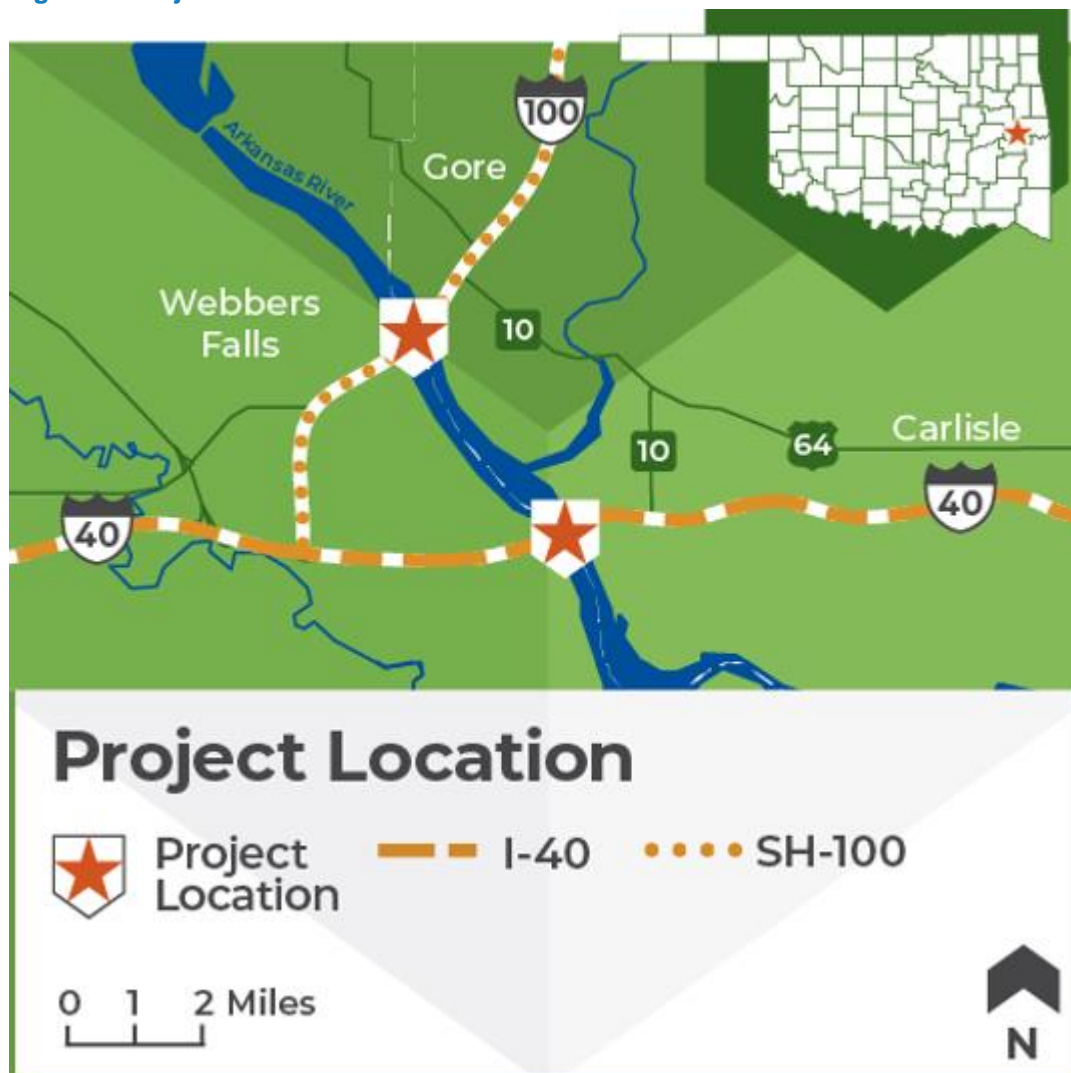 100
Gore
Arkansas River
Webbers
Falls
10
10
64
Carlisle
40
40
Project Location
Project
Location
I-40
SH-100
0 1 2 Miles
N